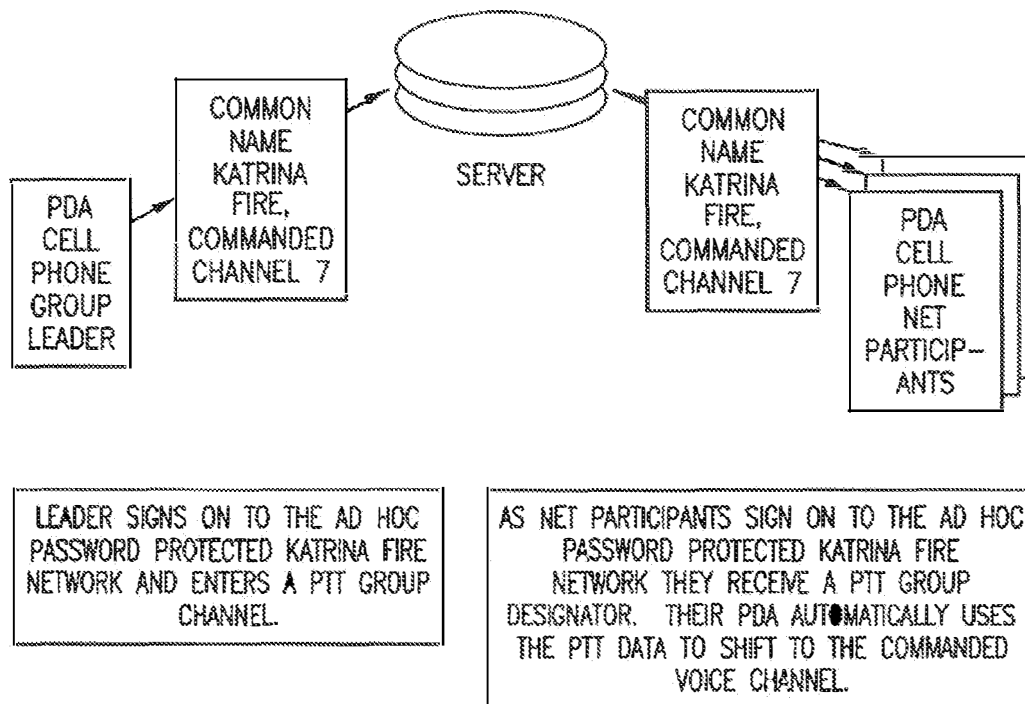 PDA
CELL
PHONE
GROUP
LEADER
COMMON
NAME
KATRINA
FIRE,
COMMANDED
CHANNEL 7
SERVER
COMMON
NAME
KATRINA
FIRE,
COMMANDED
CHANNEL 7
PDA
CELL
PHONE
NET
PARTICIP-
ANTS
LEADER SIGNS ON TO THE AD HOC
PASSWORD PROTECTED KATRINA FIRE
NETWORK AND ENTERS A PTT GROUP
CHANNEL.
AS NET PARTICIPANTS SIGN ON TO THE AD HOC
PASSWORD PROTECTED KATRINA FIRE
NETWORK THEY RECEIVE A PTT GROUP
DESIGNATOR. THEIR PDA AUTOMATICALLY USES
THE PTT DATA TO SHIFT TO THE COMMANDED
VOICE CHANNEL.